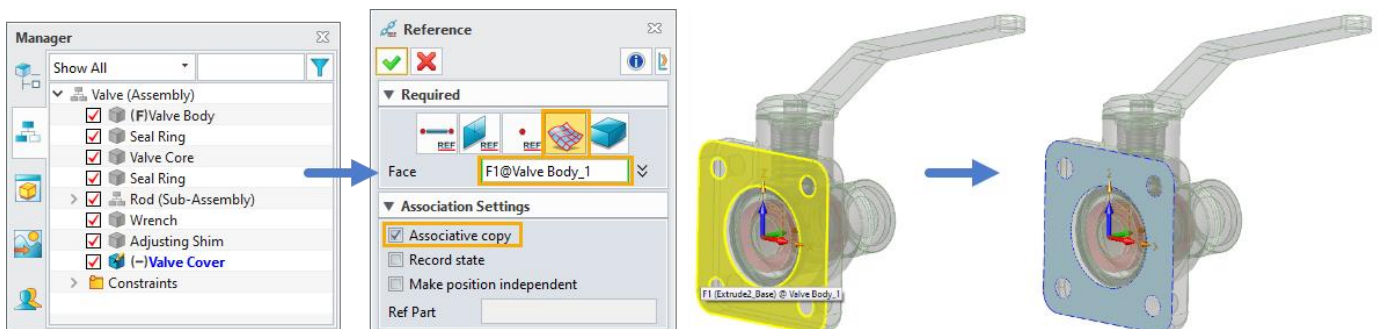 Manager
Show All
Valve (Assembly)
(F)Valve Body
Seal Ring
Valve Core
Seal Ring
Rod (Sub-Assembly)
Wrench
Adjusting Shim
(-)Valve Cover
Constraints
Reference
Required
REF REF REF
Face F1@Valve Body_1
Association Settings
Associative copy
Record state
Make position independent
Ref Part
F1 (Extrude2_Base) @ Valve Body_1